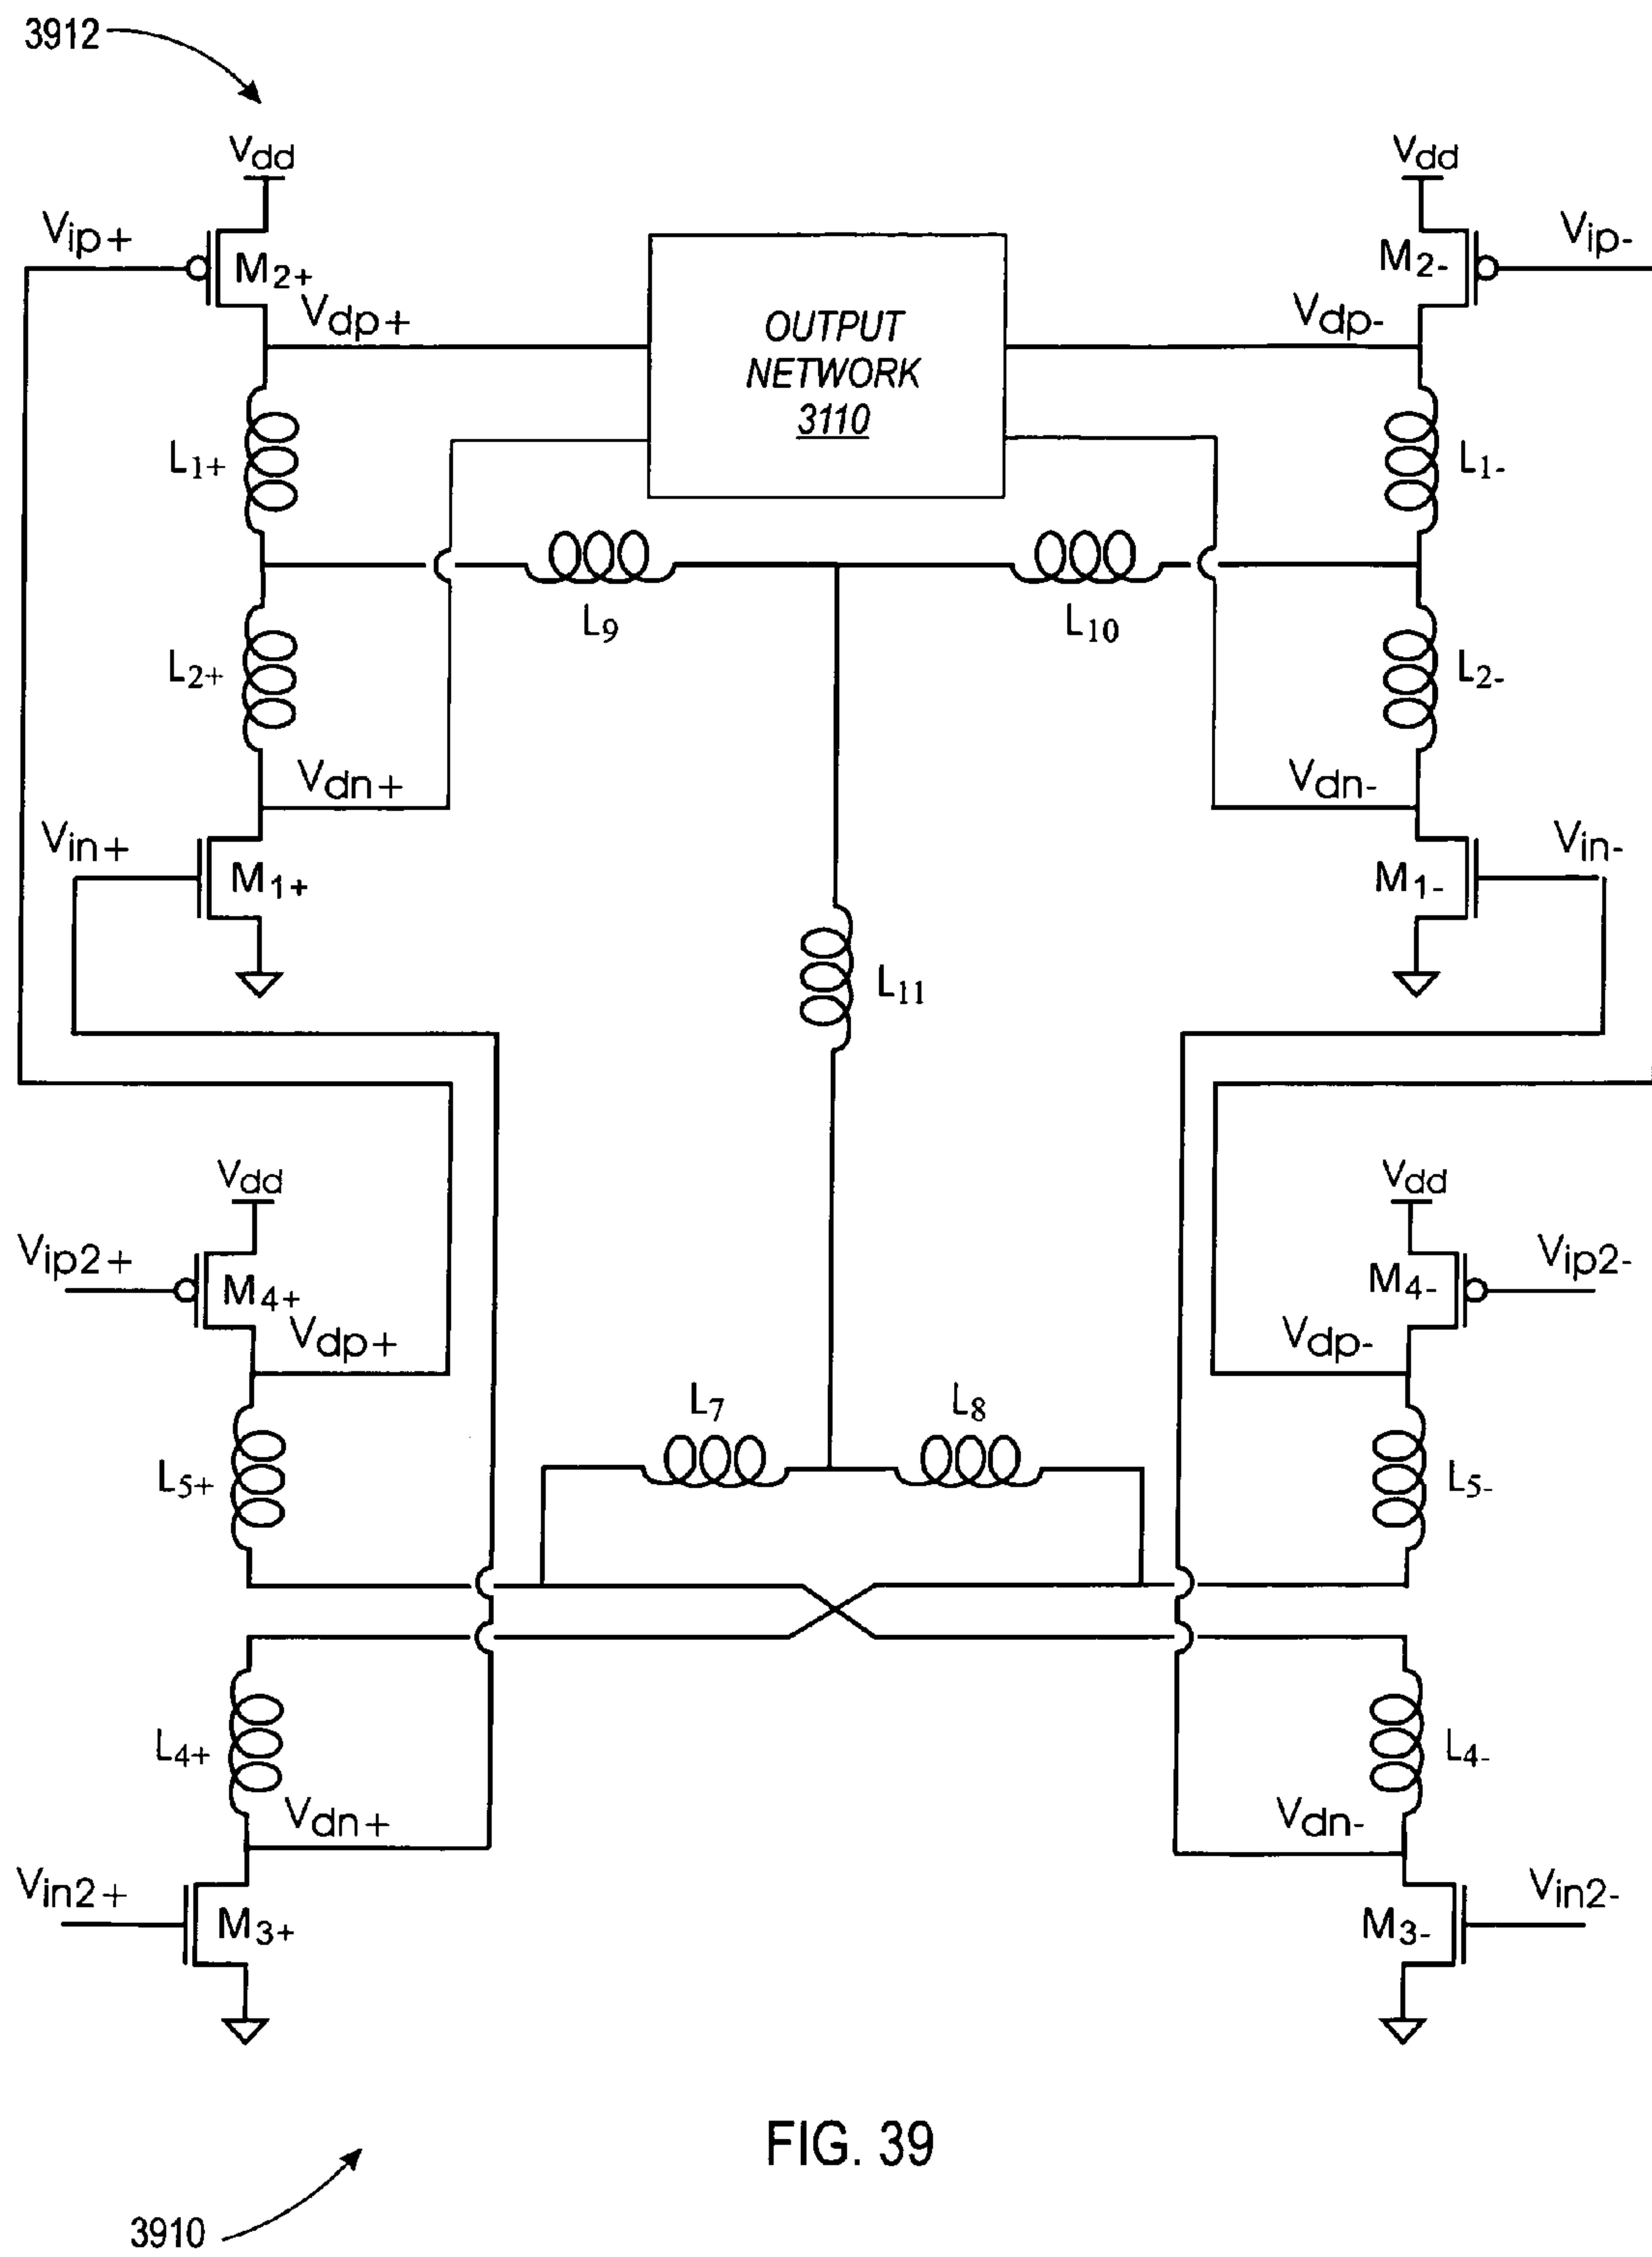 3912
Vdd
Vdd
Vip+
M2+
M2-
Vip-
Vdp+
Vdp-
OUTPUT
NETWORK
3110
L1+
L1-
L9
L10
L2+
L2-
Vdn+
Vdn-
Vin+
M1+
M1-
Vin-
L11
Vdd
Vdd
Vip2+
M4+
M4-
Vip2-
Vdp+
Vdp-
L7
L8
L5+
L5-
L4+
L4-
Vdn+
Vdn-
Vin2+
M3+
M3-
Vin2-
FIG. 39
3910